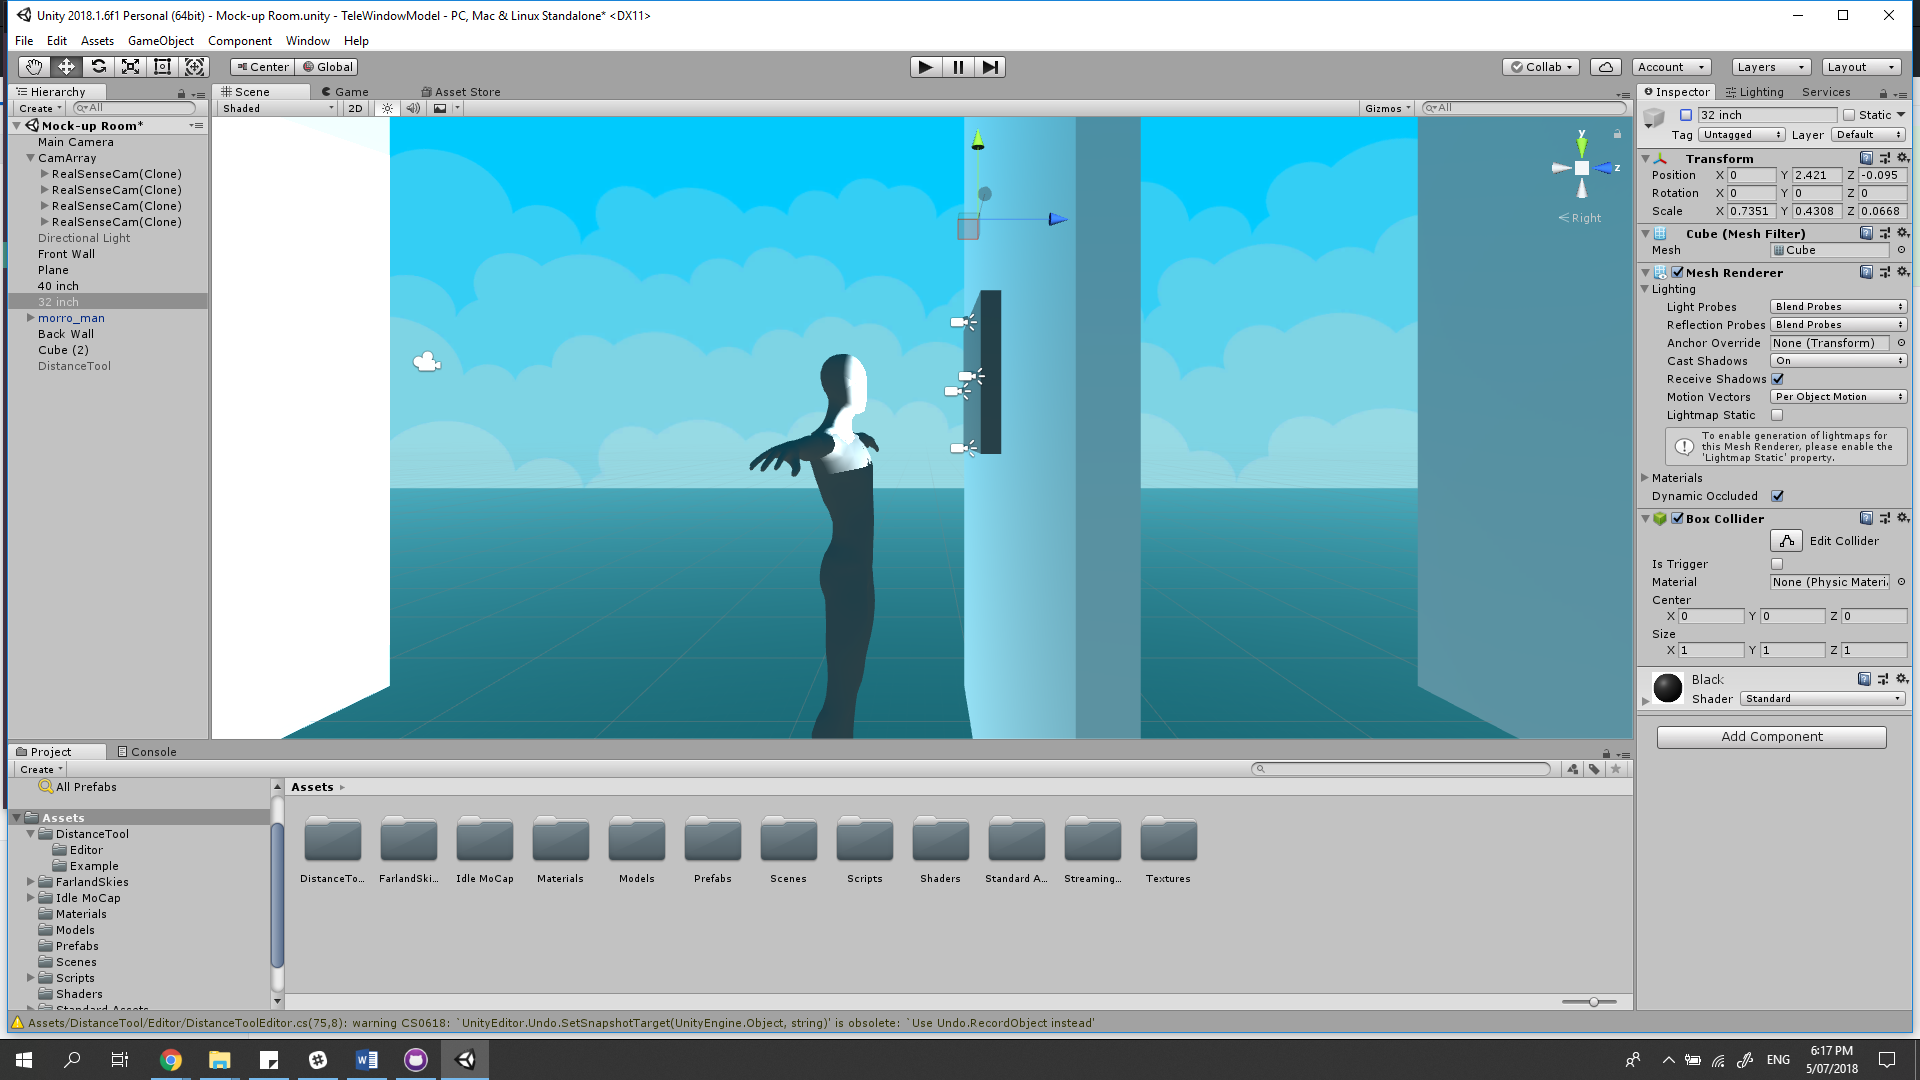 Unity 2018.1.6f1 Personal (64bit) - Mock-up Room.unity - TeleWindowModel - PC, Mac & Linux Standalone* <DX11>
File Edit Assets GameObject Component Window Help
Center Global Collab Account Layers Layout
Hierarchy
Create All
Mock-up Room*
Main Camera
CamArray
RealSenseCam(Clone)
RealSenseCam(Clone)
RealSenseCam(Clone)
RealSenseCam(Clone)
Directional Light
Front Wall
Plane
40 inch
32 inch
morro_man
Back Wall
Cube (2)
DistanceTool
Scene Game Asset Store
Shaded 2D Gizmos All
y
z
Right
Inspector Lighting Services
32 inch Static
Tag Untagged Layer Default
Transform
Position X 0 Y 2.421 Z -0.095
Rotation X 0 Y 0 Z 0
Scale X 0.7351 Y 0.4308 Z 0.0668
Cube (Mesh Filter)
Mesh Cube
Mesh Renderer
Lighting
Light Probes Blend Probes
Reflection Probes Blend Probes
Anchor Override None (Transform)
Cast Shadows On
Receive Shadows
Motion Vectors Per Object Motion
Lightmap Static
To enable generation of lightmaps for
this Mesh Renderer, please enable the
'Lightmap Static' property.
Materials
Dynamic Occluded
Box Collider
Edit Collider
Is Trigger
Material None (Physic Materi
Center
X 0 Y 0 Z 0
Size
X 1 Y 1 Z 1
Black
Shader Standard
Add Component
Project Console
Create
All Prefabs
Assets
DistanceTool
Editor
Example
FarlandSkies
Idle MoCap
Materials
Models
Prefabs
Scenes
Scripts
Shaders
Standard Assets
Assets
DistanceTo... FarlandSki... Idle MoCap Materials Models Prefabs Scenes Scripts Shaders Standard A... Streaming... Textures
Assets/DistanceTool/Editor/DistanceToolEditor.cs(75,8): warning CS0618: `UnityEditor.Undo.SetSnapshotTarget(UnityEngine.Object, string)' is obsolete: `Use Undo.RecordObject instead'
ENG
6:17 PM
5/07/2018